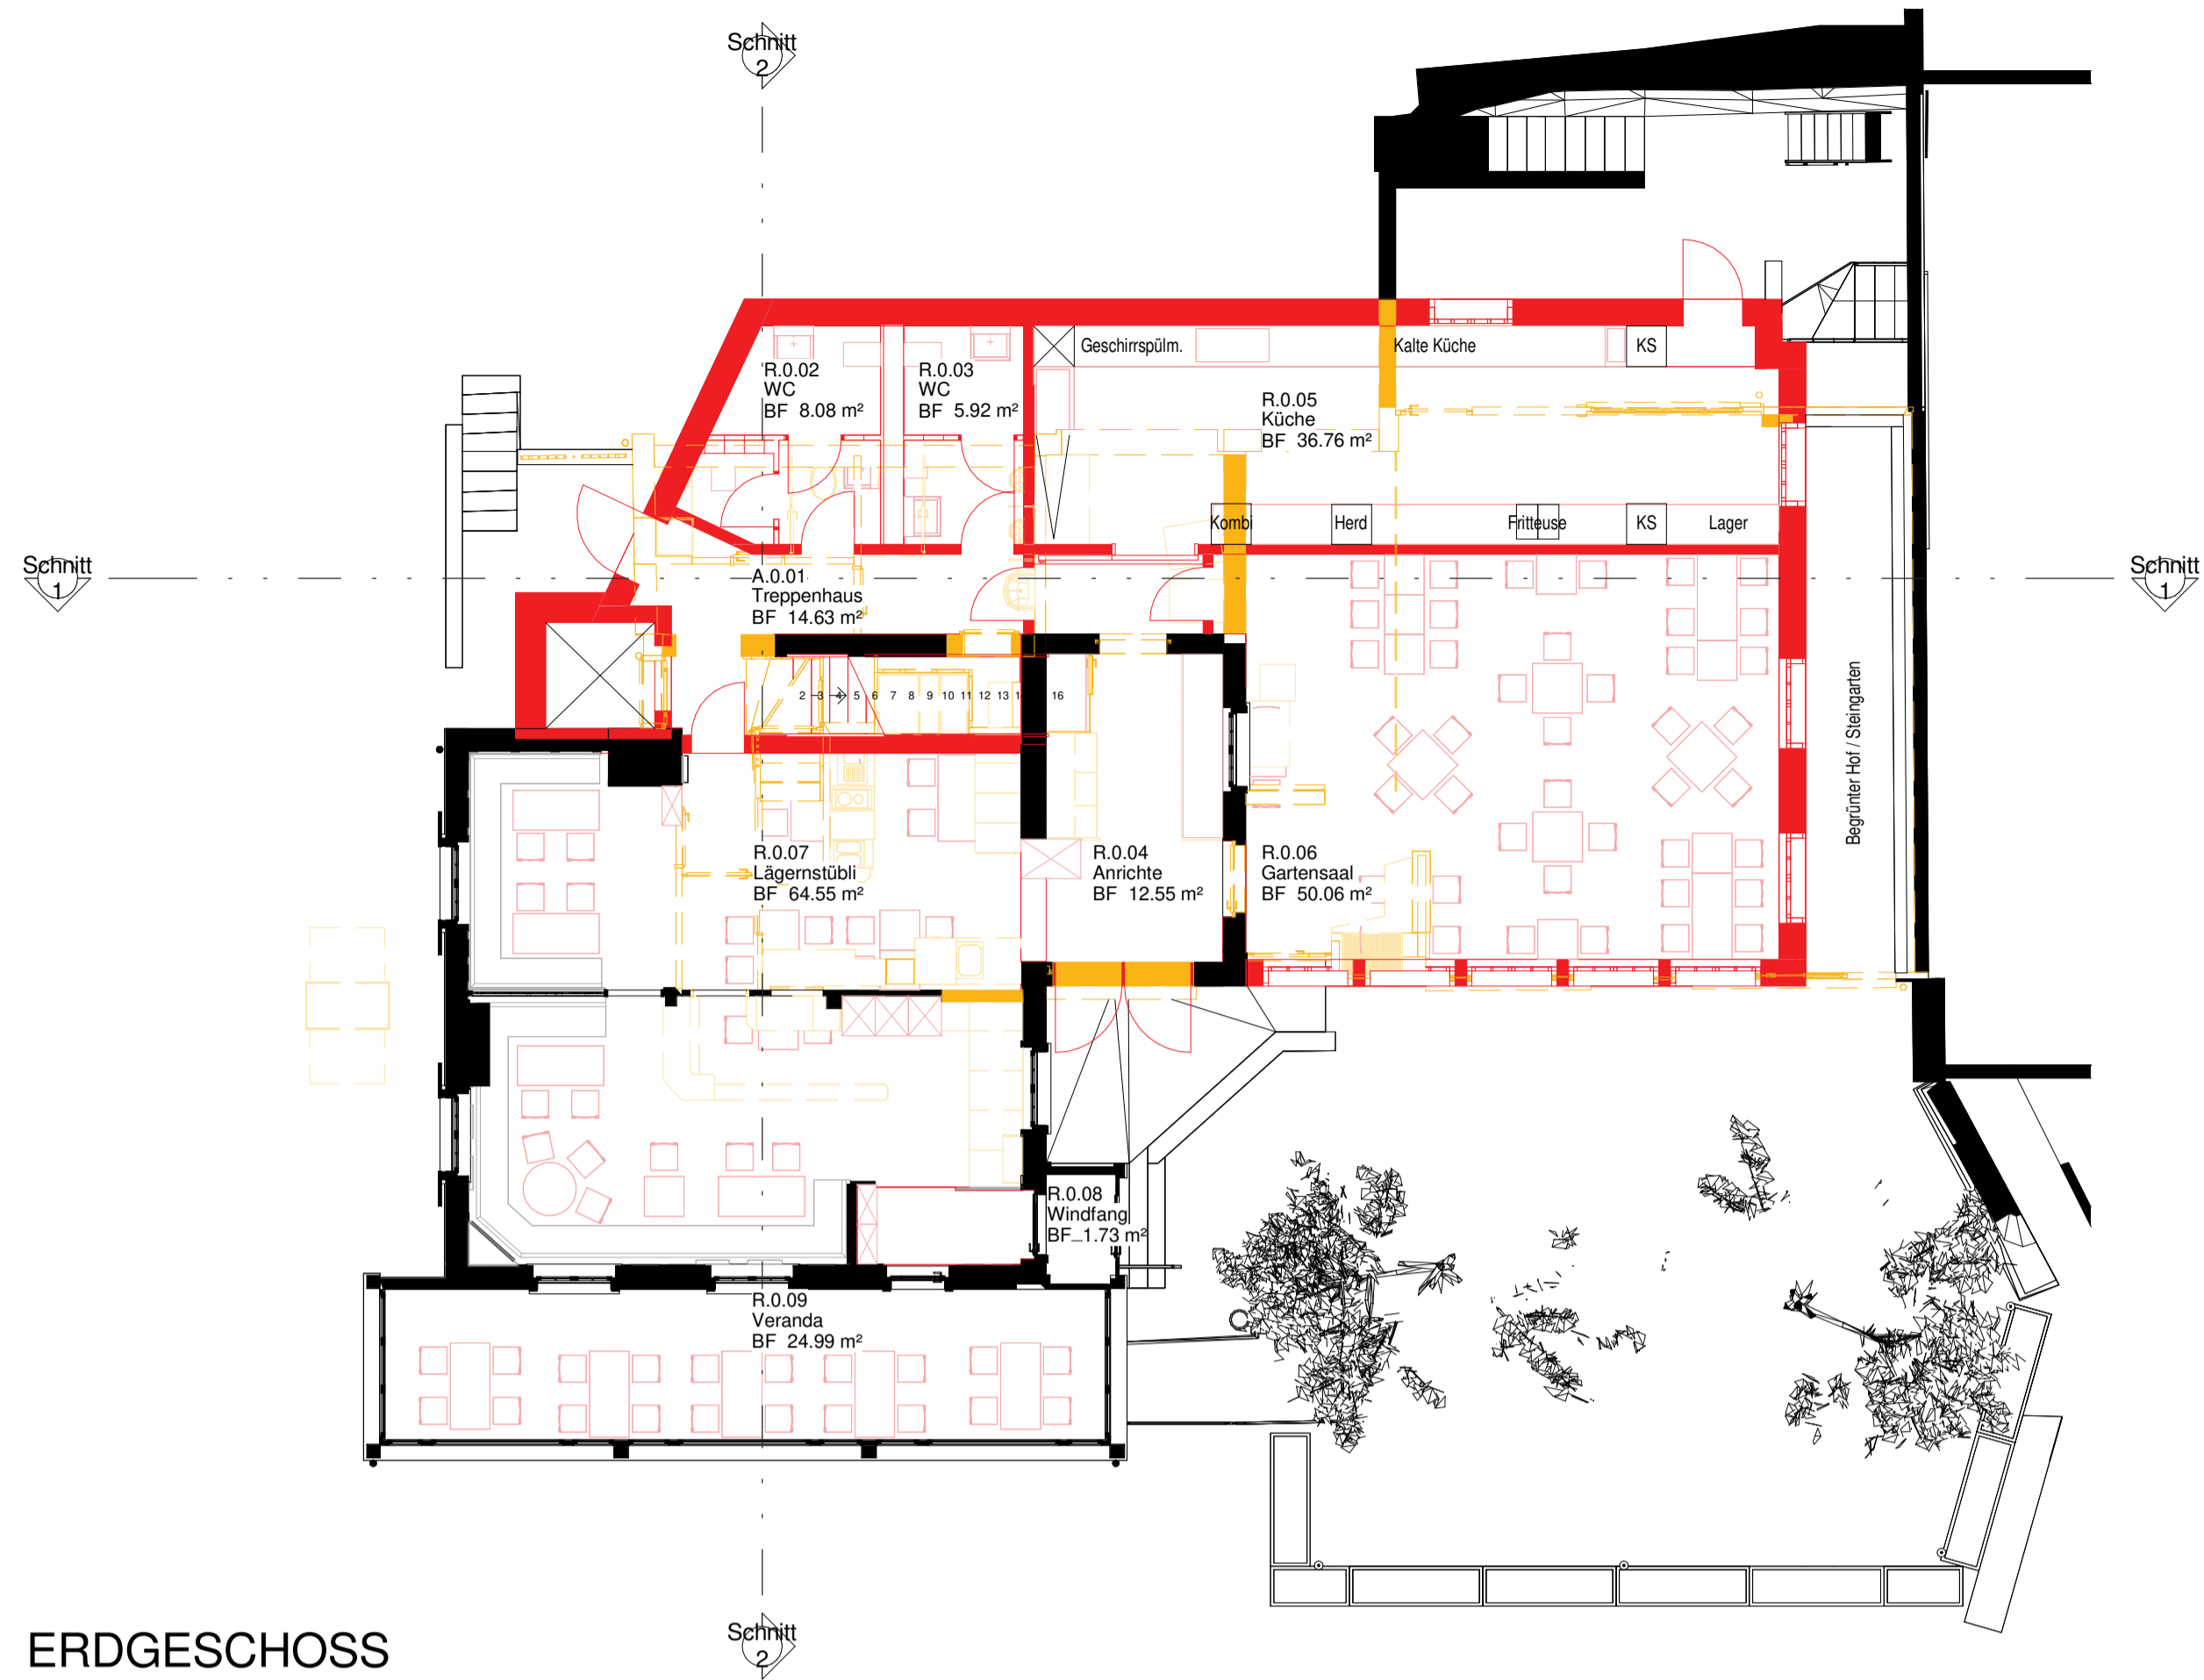 Schnitt
2
R.0.02
WC
BF 8.08 m²
R.0.03
WC
BF 5.92 m²
Geschirrspülm.
Kalte Küche
KS
R.0.05
Küche
BF 36.76 m²
Kombi
Herd
Fritteuse
KS
Lager
Schnitt
1
A.0.01
Treppenhaus
BF 14.63 m²
Schnitt
1
2 3 4 5 6 7 8 9 10 11 12 13 16
Begrünter Hof / Steingarten
R.0.07
Lägernstübli
BF 64.55 m²
R.0.04
Anrichte
BF 12.55 m²
R.0.06
Gartensaal
BF 50.06 m²
R.0.08
Windfang
BF 1.73 m²
R.0.09
Veranda
BF 24.99 m²
Schnitt
2
ERDGESCHOSS